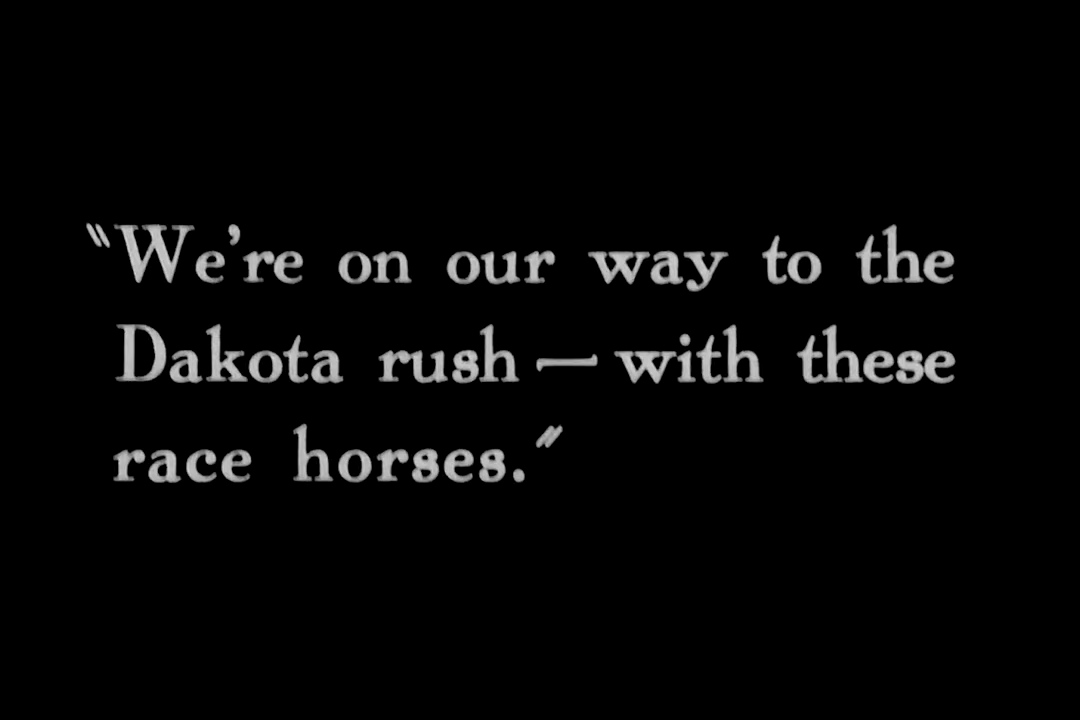 "We're on our way to the
Dakota rush — with these
race horses."